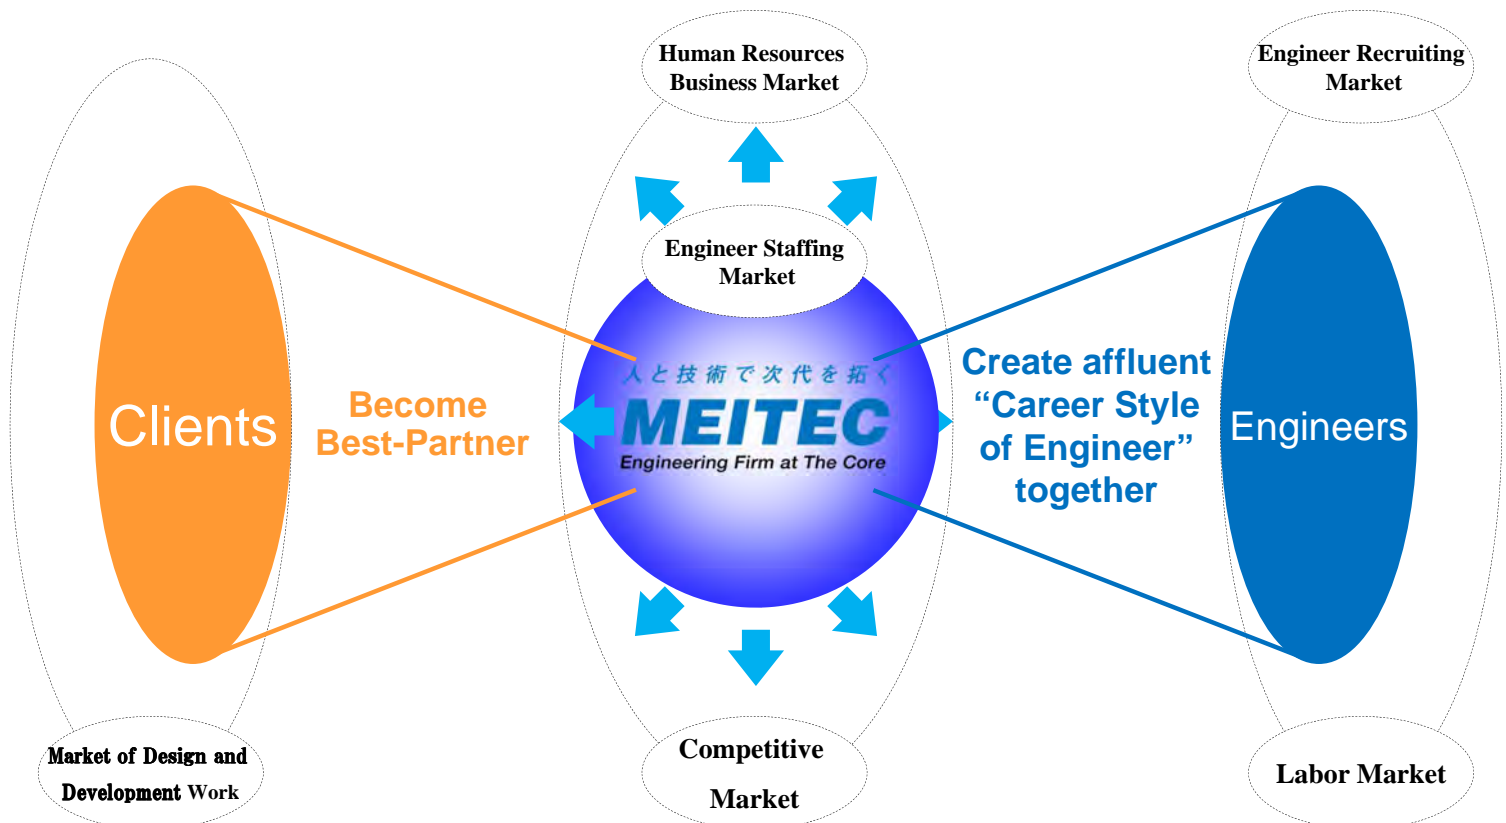 Human Resources
Business Market
Engineer Recruiting
Market
Engineer Staffing
Market
Clients
Become
Best-Partner
人と技術で次代を拓く
MEITEC
Engineering Firm at The Core
Create affluent
“Career Style
of Engineer”
together
Engineers
Market of Design and
Development Work
Competitive
Market
Labor Market